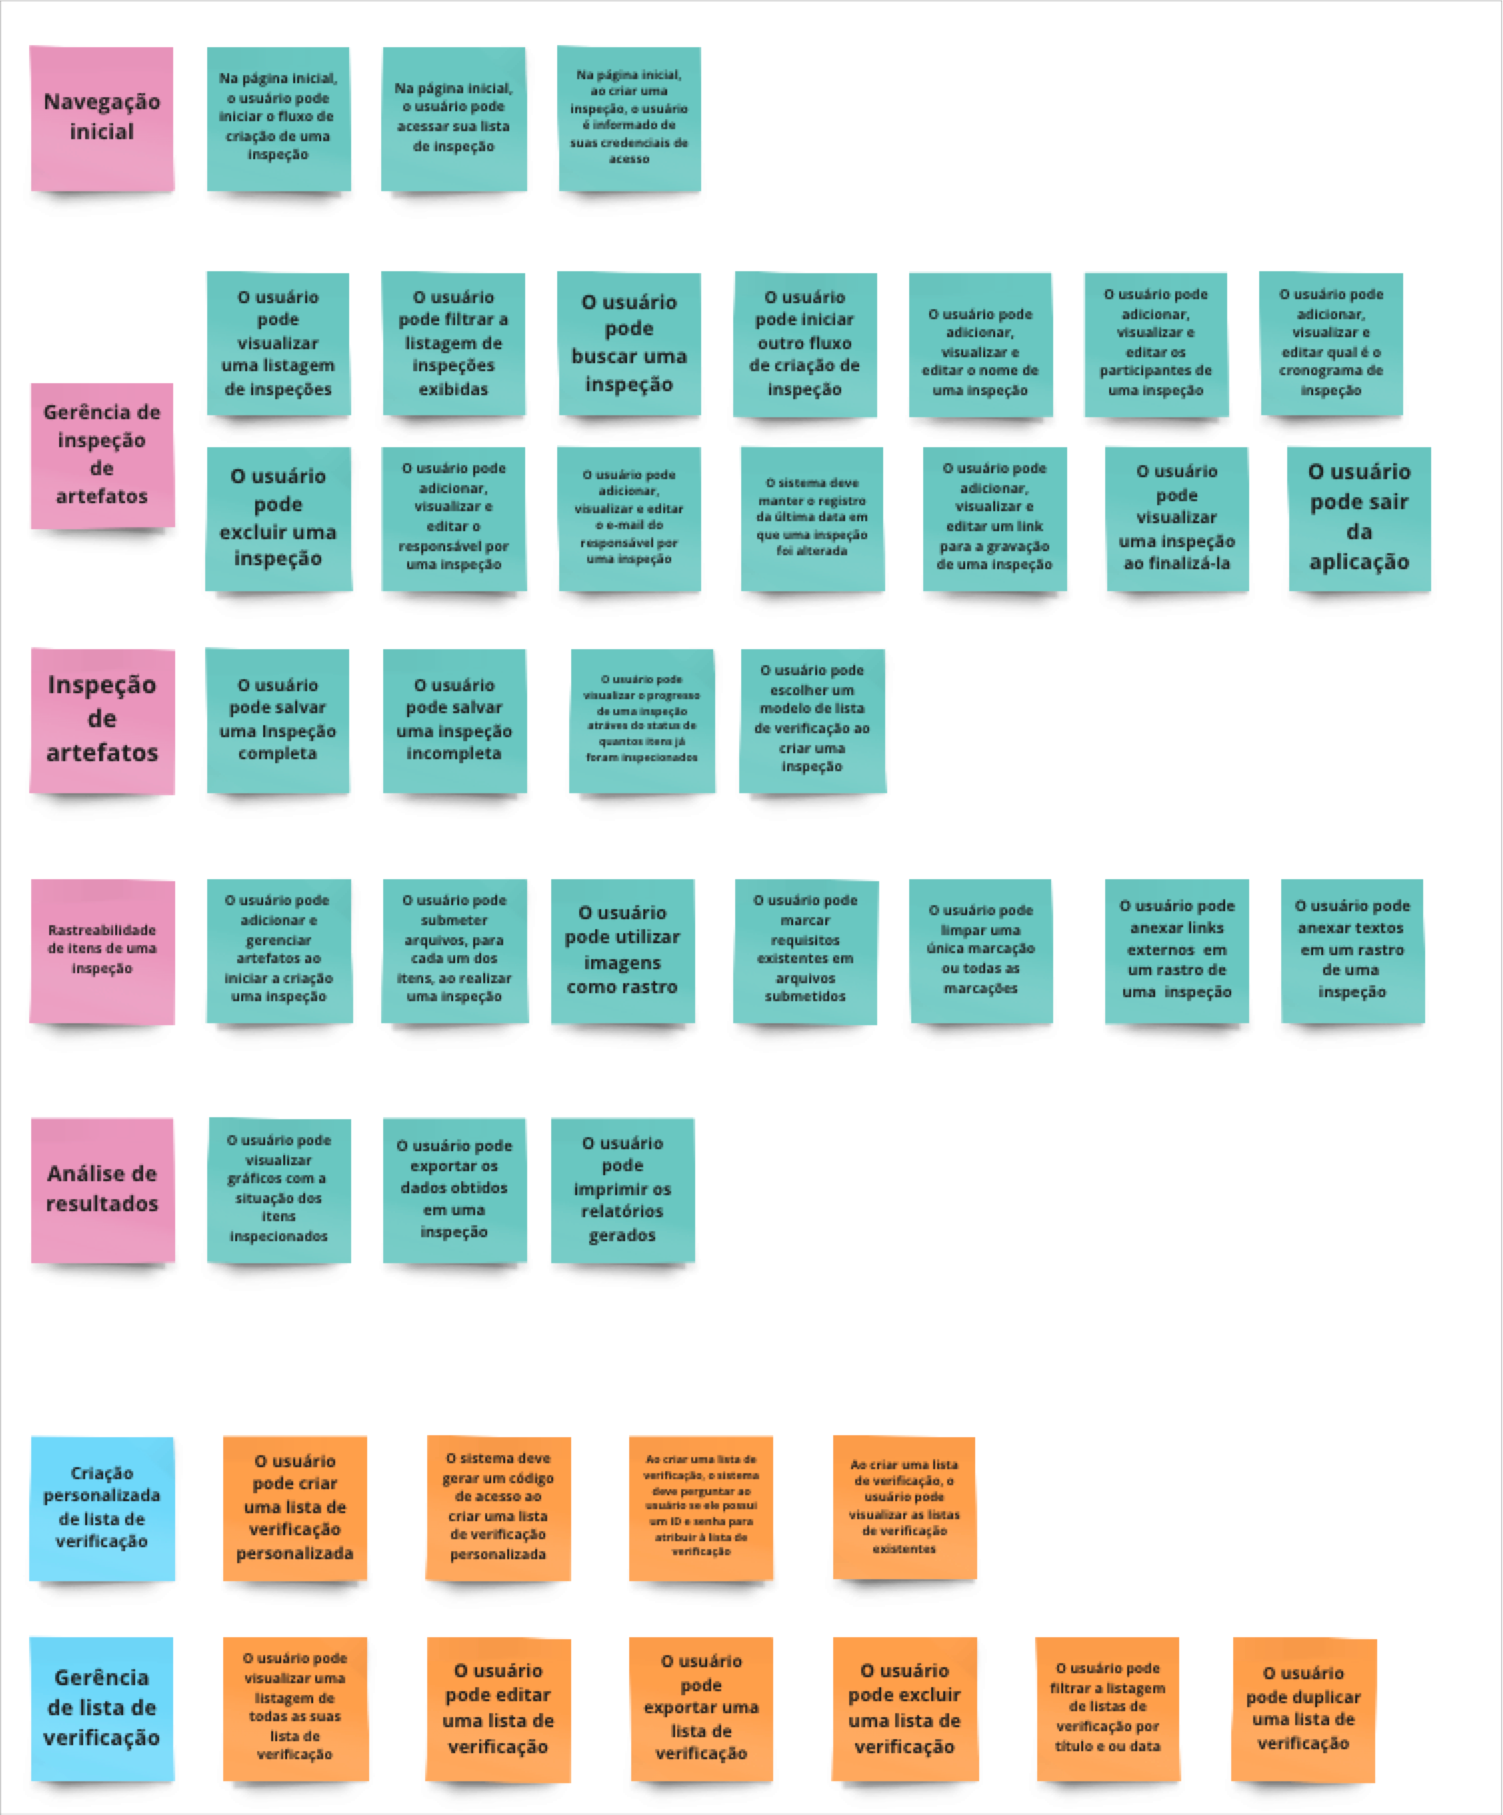 Navegação
inicial
Na página inicial,
o usuário pode
iniciar o fluxo de
criação de uma
inspeção
Na página inicial,
o usuário pode
acessar sua lista
de inspeção
Na página inicial,
ao criar uma
inspeção, o usuário
é informado de
suas credenciais de
acesso
Gerência de
inspeção
de
artefatos
O usuário
pode
visualizar
uma listagem
de inspeções
O usuário
pode filtrar a
listagem de
inspeções
exibidas
O usuário
pode
buscar uma
inspeção
O usuário
pode iniciar
outro fluxo
de criação de
inspeção
O usuário pode
adicionar,
visualizar e
editar o nome de
uma inspeção
O usuário pode
adicionar,
visualizar e
editar os
participantes de
uma inspeção
O usuário pode
adicionar,
visualizar e
editar qual é o
cronograma de
inspeção
O usuário
pode
excluir uma
inspeção
O usuário pode
adicionar,
visualizar e
editar o
responsável por
uma inspeção
O usuário pode
adicionar,
visualizar e editar
o e-mail do
responsável por
uma inspeção
O sistema deve
manter o registro
da última data em
que uma inspeção
foi alterada
O usuário pode
adicionar,
visualizar e
editar um link
para a gravação
de uma inspeção
O usuário
pode
visualizar
uma inspeção
ao finalizá-la
O usuário
pode sair
da
aplicação
Inspeção
de
artefatos
O usuário
pode salvar
uma Inspeção
completa
O usuário
pode salvar
uma inspeção
incompleta
O usuário pode
visualizar o progresso
de uma inspeção
atráves do status de
quantos itens já
foram inspecionados
O usuário pode
escolher um
modelo de lista
de verificação ao
criar uma
inspeção
Rastreabilidade
de itens de uma
inspeção
O usuário pode
adicionar e
gerenciar
artefatos ao
iniciar a criação
uma inspeção
O usuário pode
submeter
arquivos, para
cada um dos
itens, ao realizar
uma inspeção
O usuário
pode utilizar
imagens
como rastro
O usuário pode
marcar
requisitos
existentes em
arquivos
submetidos
O usuário pode
limpar uma
única marcação
ou todas as
marcações
O usuário pode
anexar links
externos em
um rastro de
uma inspeção
O usuário pode
anexar textos
em um rastro
de uma
inspeção
Análise de
resultados
O usuário pode
visualizar
gráficos com a
situação dos
itens
inspecionados
O usuário pode
exportar os
dados obtidos
em uma
inspeção
O usuário
pode
imprimir os
relatórios
gerados
Criação
personalizada
de lista de
verificação
O usuário
pode criar
uma lista de
verificação
personalizada
O sistema deve
gerar um código
de acesso ao
criar uma lista
de verificação
personalizada
Ao criar uma lista de
verificação, o sistema
deve perguntar ao
usuário se ele possui
um ID e senha para
atribuir à lista de
verificação
Ao criar uma lista
de verificação, o
usuário pode
visualizar as listas
de verificação
existentes
Gerência
de lista de
verificação
O usuário pode
visualizar uma
listagem de
todas as suas
lista de
verificação
O usuário
pode editar
uma lista de
verificação
O usuário
pode
exportar uma
lista de
verificação
O usuário
pode excluir
uma lista de
verificação
O usuário pode
filtrar a listagem
de listas de
verificação por
título e ou data
O usuário
pode duplicar
uma lista de
verificação